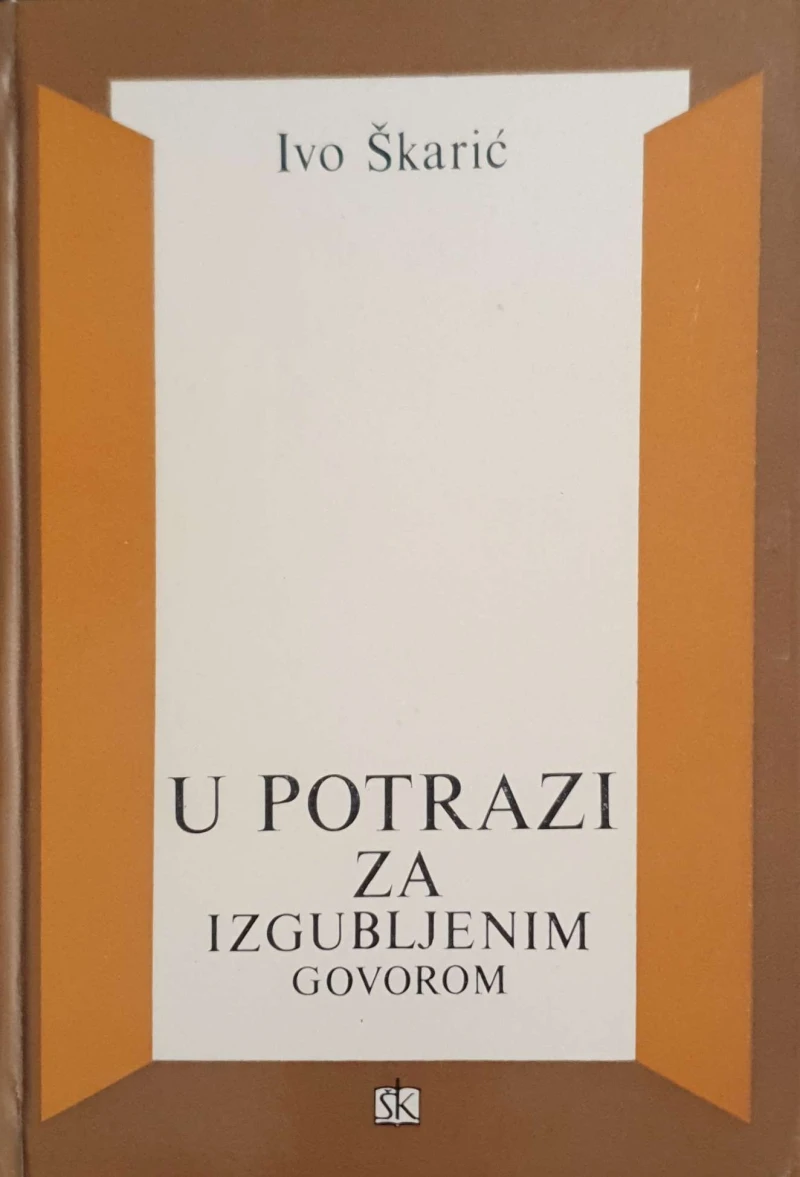 Ivo Škarić
U POTRAZI
ZA
IZGUBLJENIM
GOVOROM
ŠK